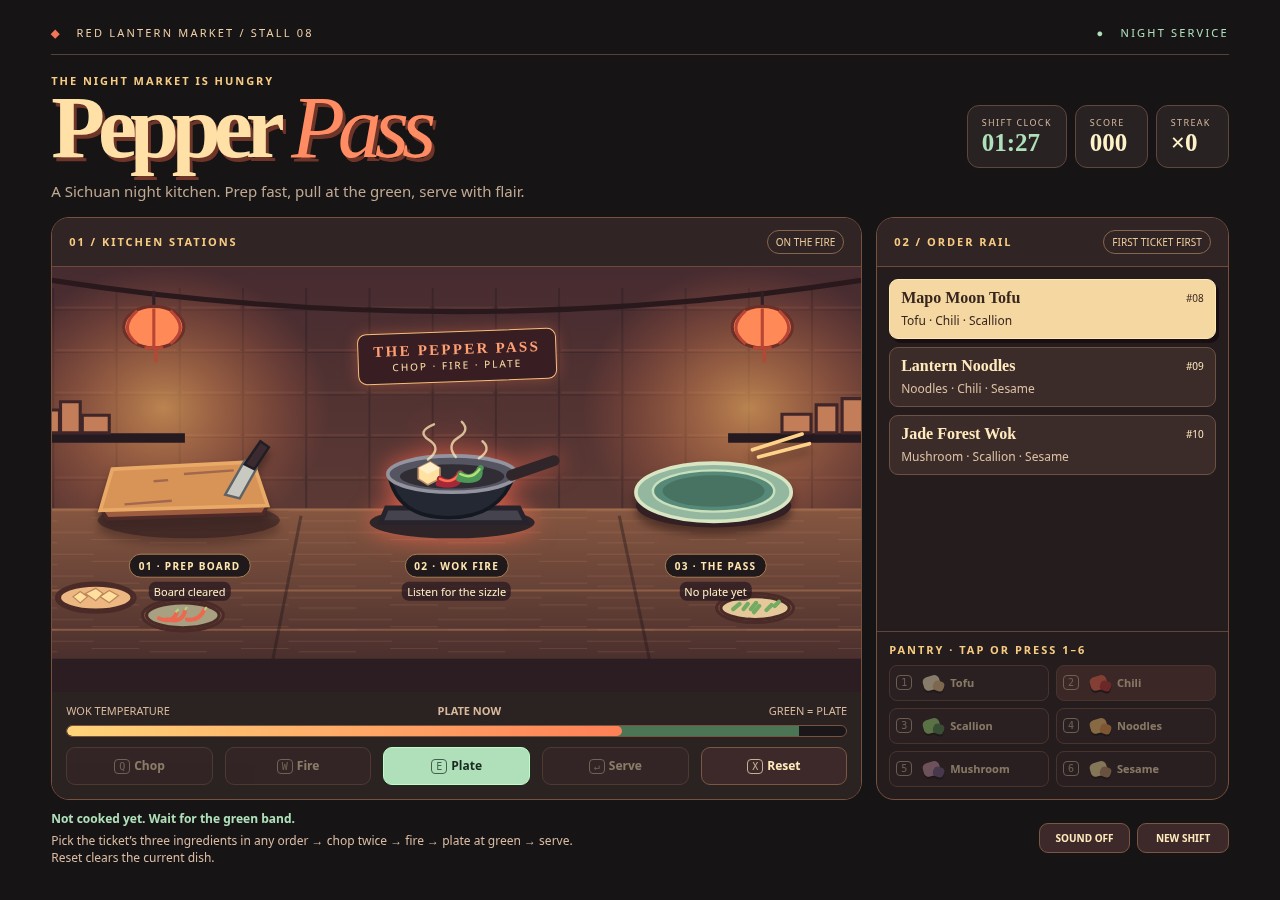 ◆ RED LANTERN MARKET / STALL 08
● NIGHT SERVICE
THE NIGHT MARKET IS HUNGRY
Pepper Pass
A Sichuan night kitchen. Prep fast, pull at the green, serve with flair.
SHIFT CLOCK
01:27
SCORE
000
STREAK
×0
01 / KITCHEN STATIONS
ON THE FIRE
THE PEPPER PASS
CHOP · FIRE · PLATE
01 · PREP BOARD
Board cleared
02 · WOK FIRE
Listen for the sizzle
03 · THE PASS
No plate yet
WOK TEMPERATURE
PLATE NOW
GREEN = PLATE
Q Chop
W Fire
E Plate
↵ Serve
X Reset
02 / ORDER RAIL
FIRST TICKET FIRST
Mapo Moon Tofu #08
Tofu · Chili · Scallion
Lantern Noodles #09
Noodles · Chili · Sesame
Jade Forest Wok #10
Mushroom · Scallion · Sesame
PANTRY · TAP OR PRESS 1–6
1 Tofu
2 Chili
3 Scallion
4 Noodles
5 Mushroom
6 Sesame
Not cooked yet. Wait for the green band.
Pick the ticket's three ingredients in any order → chop twice → fire → plate at green → serve.
Reset clears the current dish.
SOUND OFF
NEW SHIFT